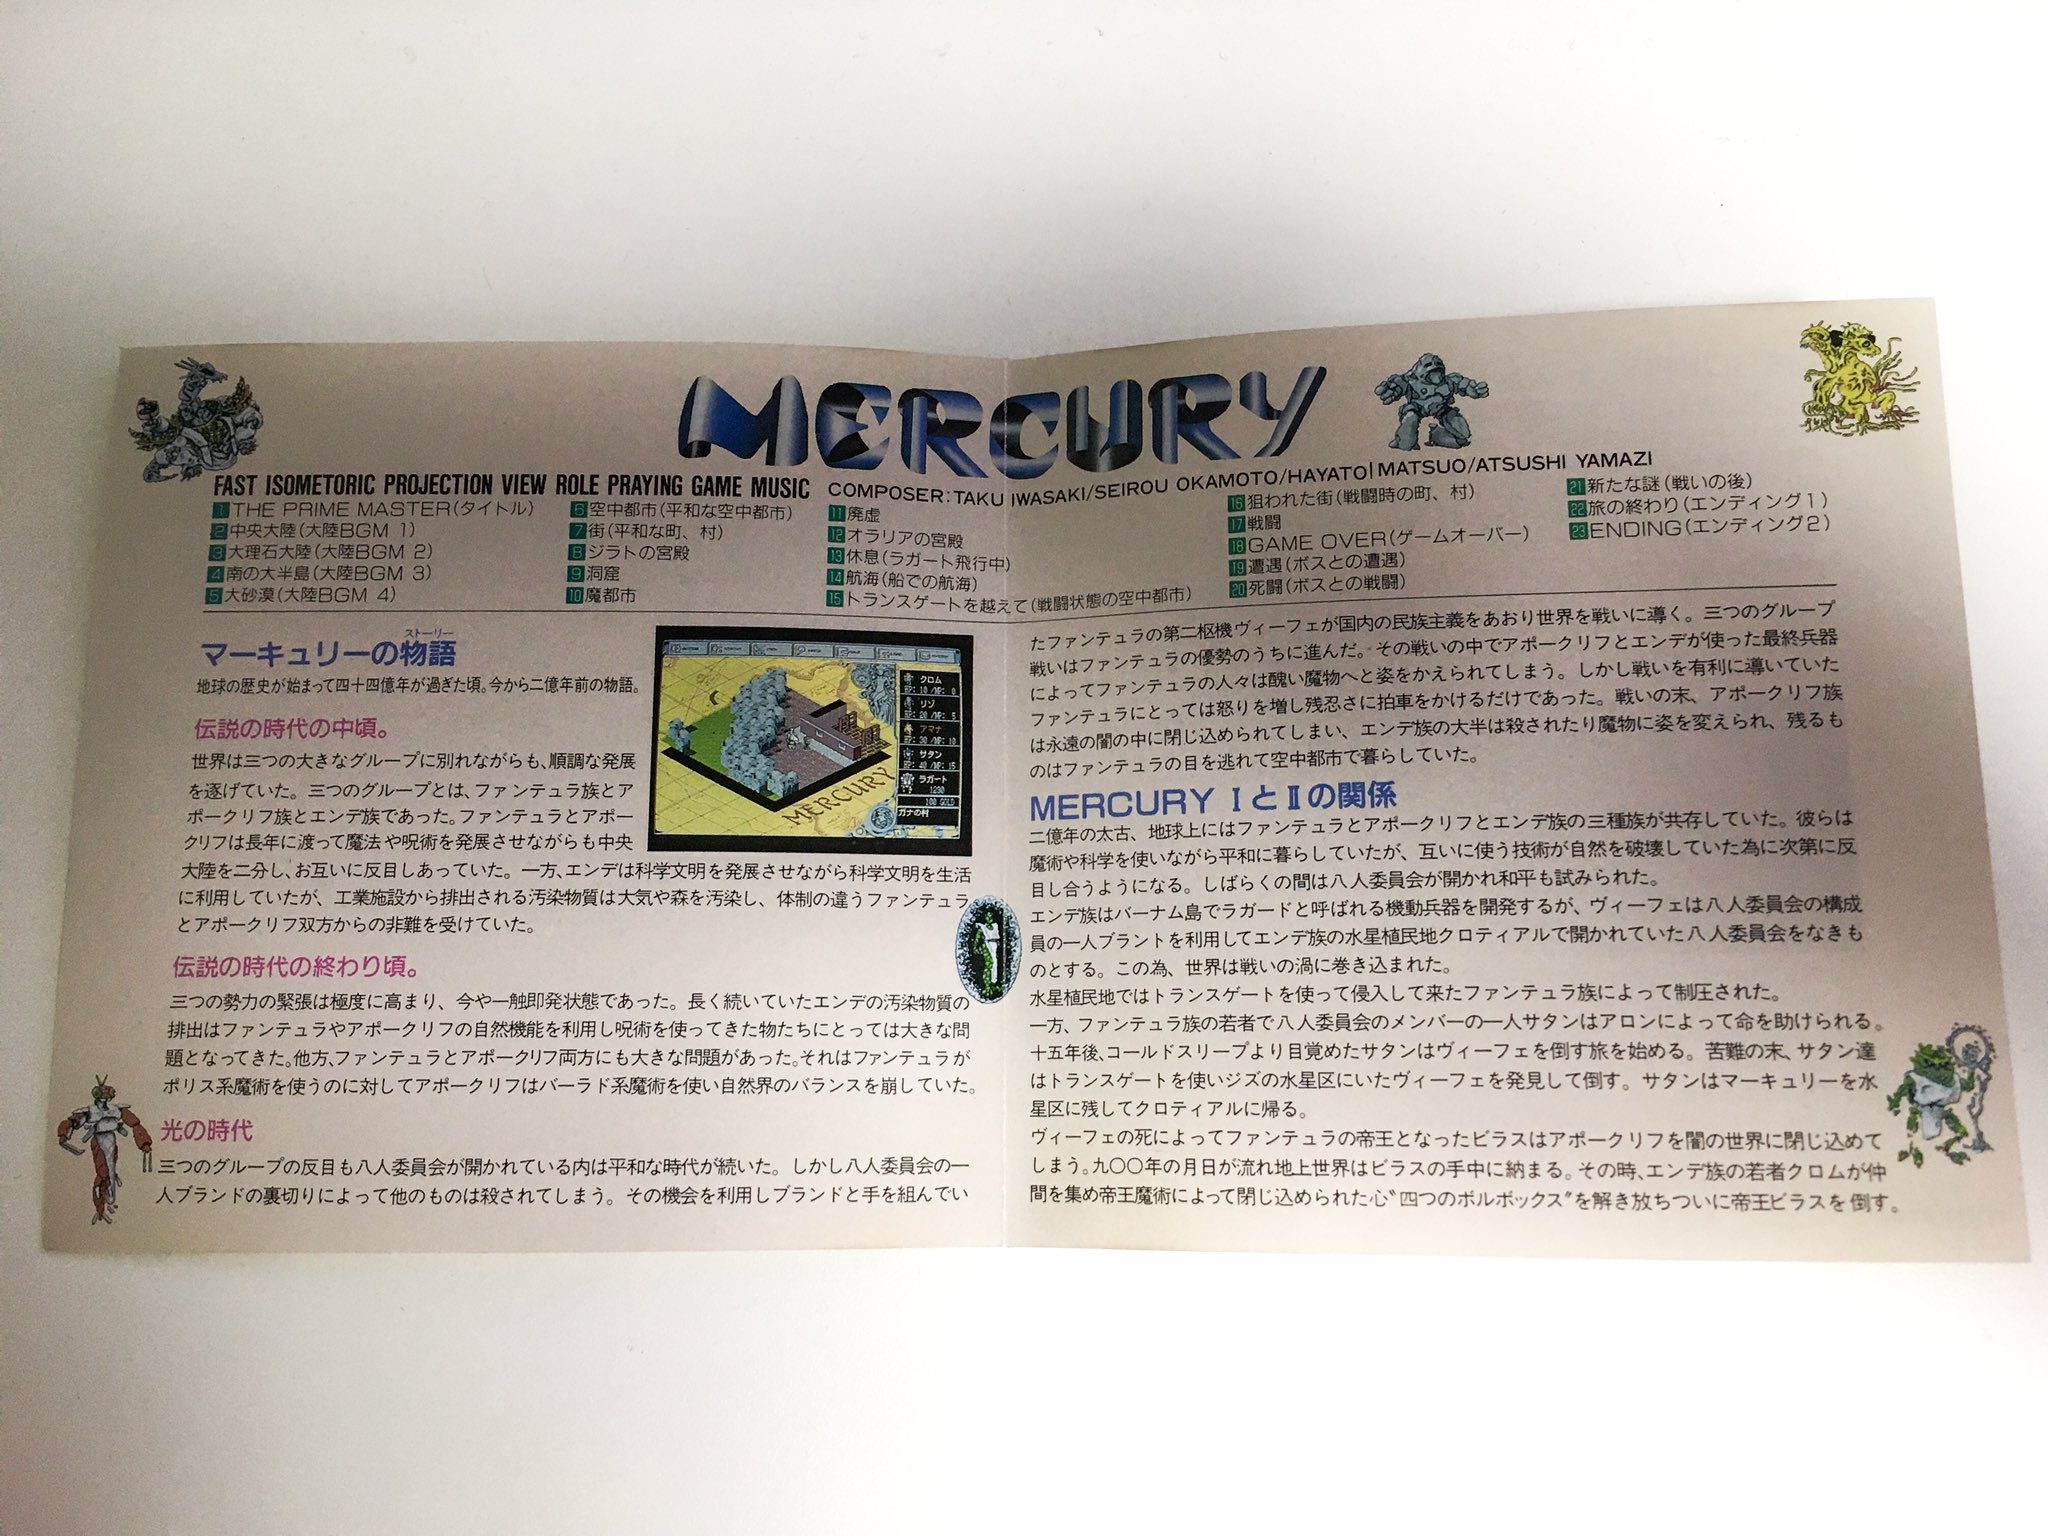 MERCURY
FAST ISOMETORIC PROJECTION VIEW ROLE PRAYING GAME MUSIC
COMPOSER:TAKU IWASAKI/SEIROU OKAMOTO/HAYATO MATSUO/ATSUSHI YAMAZI
1 THE PRIME MASTER(タイトル)
2 中央大陸(大陸BGM 1)
3 大理石大陸(大陸BGM 2)
4 南の大半島(大陸BGM 3)
5 大砂漠(大陸BGM 4)
6 空中都市(平和な空中都市)
7 街(平和な町、村)
8 ジラトの宮殿
9 洞窟
10 魔都市
11 廃虚
12 オラリアの宮殿
13 休息(ラガート飛行中)
14 航海(船での航海)
15 トランスゲートを越えて(戦闘状態の空中都市)
16 狙われた街(戦闘時の町、村)
17 戦闘
18 GAME OVER(ゲームオーバー)
19 遭遇(ボスとの遭遇)
20 死闘(ボスとの戦闘)
21 新たな謎(戦いの後)
22 旅の終わり(エンディング1)
23 ENDING(エンディング2)
ストーリー
マーキュリーの物語
地球の歴史が始まって四十四億年が過ぎた頃。今から二億年前の物語。
伝説の時代の中頃。
世界は三つの大きなグループに別れながらも、順調な発展
を遂げていた。三つのグループとは、ファンテュラ族とア
ポークリフ族とエンデ族であった。ファンテュラとアポー
クリフは長年に渡って魔法や呪術を発展させながらも中央
大陸を二分し、お互いに反目しあっていた。一方、エンデは科学文明を発展させながら科学文明を生活
に利用していたが、工業施設から排出される汚染物質は大気や森を汚染し、体制の違うファンテュラ
とアポークリフ双方からの非難を受けていた。
伝説の時代の終わり頃。
三つの勢力の緊張は極度に高まり、今や一触即発状態であった。長く続いていたエンデの汚染物質の
排出はファンテュラやアポークリフの自然機能を利用し呪術を使ってきた物たちにとっては大きな問
題となってきた。他方、ファンテュラとアポークリフ両方にも大きな問題があった。それはファンテュラが
ポリス系魔術を使うのに対してアポークリフはバーラド系魔術を使い自然界のバランスを崩していた。
光の時代
三つのグループの反目も八人委員会が開かれている内は平和な時代が続いた。しかし八人委員会の一
人ブランドの裏切りによって他のものは殺されてしまう。その機会を利用しブランドと手を組んでい
クロム
HP: 10 /MP: 0
リゾ
HP: 20 /MP: 5
アマナ
HP: 30 /MP: 10
サタン
HP: 40 /MP: 15
ラガート
1230
100 GOLD
ガナの村
MERCURY
たファンテュラの第二枢機ヴィーフェが国内の民族主義をあおり世界を戦いに導く。三つのグループ
戦いはファンテュラの優勢のうちに進んだ。その戦いの中でアポークリフとエンデが使った最終兵器
によってファンテュラの人々は醜い魔物へと姿をかえられてしまう。しかし戦いを有利に導いていた
ファンテュラにとっては怒りを増し残忍さに拍車をかけるだけであった。戦いの末、アポークリフ族
は永遠の闇の中に閉じ込められてしまい、エンデ族の大半は殺されたり魔物に姿を変えられ、残るも
のはファンテュラの目を逃れて空中都市で暮らしていた。
MERCURY IとIIの関係
二億年の太古、地球上にはファンテュラとアポークリフとエンデ族の三種族が共存していた。彼らは
魔術や科学を使いながら平和に暮らしていたが、互いに使う技術が自然を破壊していた為に次第に反
目し合うようになる。しばらくの間は八人委員会が開かれ和平も試みられた。
エンデ族はバーナム島でラガードと呼ばれる機動兵器を開発するが、ヴィーフェは八人委員会の構成
員の一人ブラントを利用してエンデ族の水星植民地クロティアルで開かれていた八人委員会をなきも
のとする。この為、世界は戦いの渦に巻き込まれた。
水星植民地ではトランスゲートを使って侵入して来たファンテュラ族によって制圧された。
一方、ファンテュラ族の若者で八人委員会のメンバーの一人サタンはアロンによって命を助けられる。
十五年後、コールドスリープより目覚めたサタンはヴィーフェを倒す旅を始める。苦難の末、サタン達
はトランスゲートを使いジズの水星区にいたヴィーフェを発見して倒す。サタンはマーキュリーを水
星区に残してクロティアルに帰る。
ヴィーフェの死によってファンテュラの帝王となったビラスはアポークリフを闇の世界に閉じ込めて
しまう。九〇〇年の月日が流れ地上世界はビラスの手中に納まる。その時、エンデ族の若者クロムが仲
間を集め帝王魔術によって閉じ込められた心〝四つのボルボックス〟を解き放ちついに帝王ビラスを倒す。